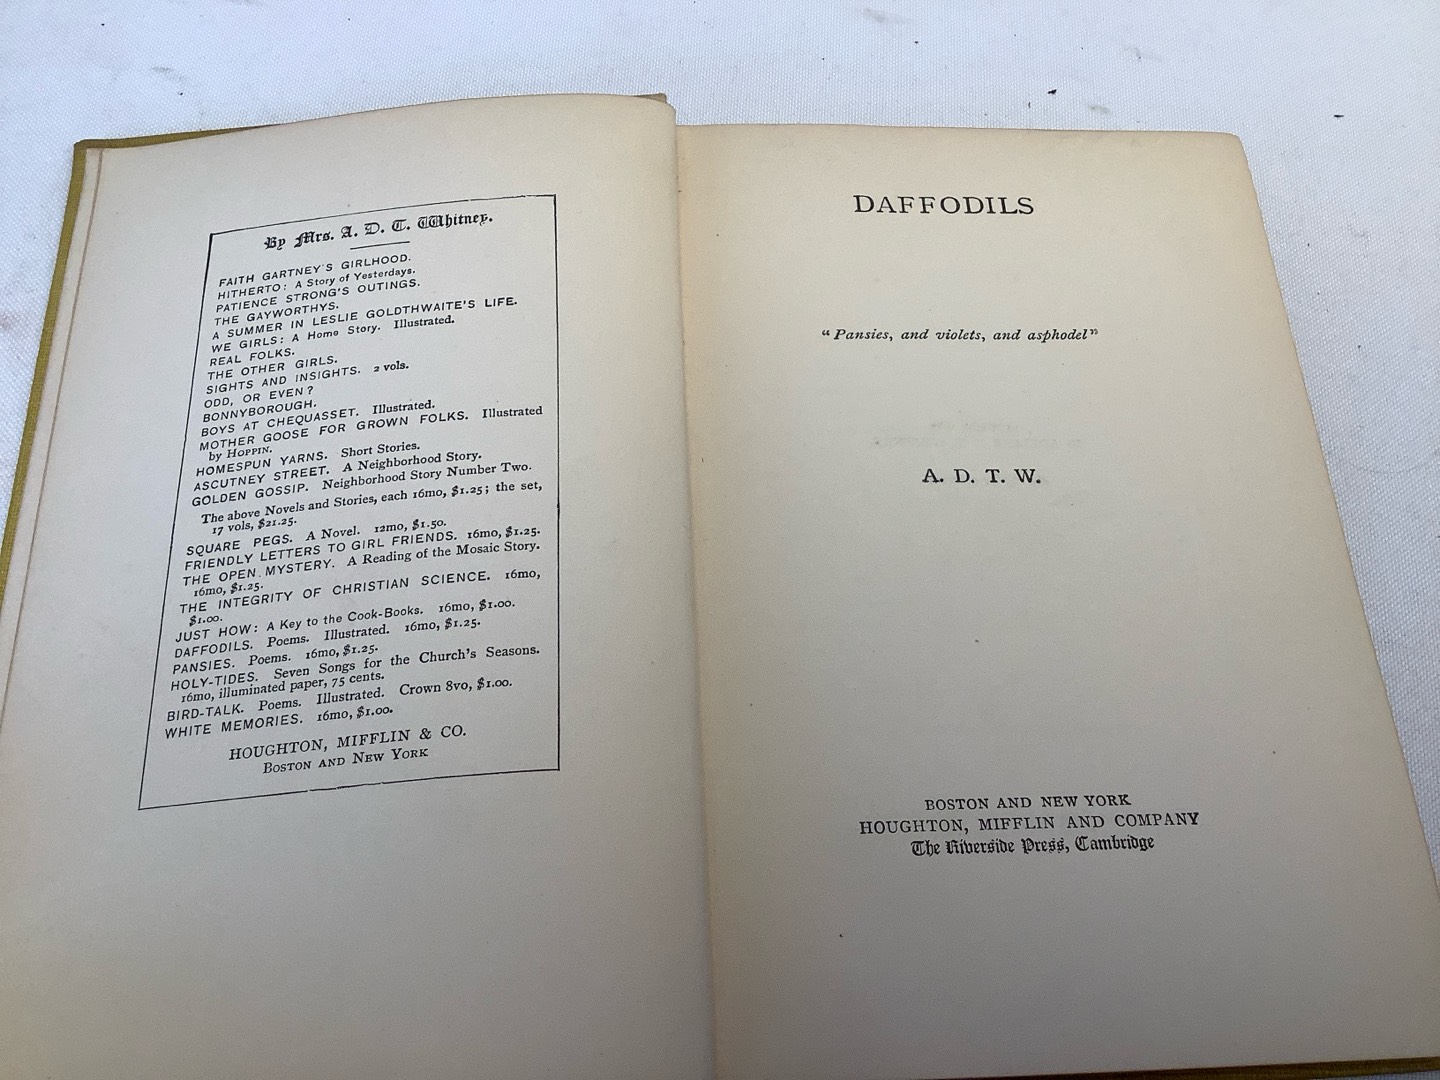 By Mrs. A. D. T. Whitney.
FAITH GARTNEY'S GIRLHOOD.
HITHERTO: A Story of Yesterdays.
PATIENCE STRONG'S OUTINGS.
THE GAYWORTHYS.
A SUMMER IN LESLIE GOLDTHWAITE'S LIFE.
WE GIRLS: A Home Story. Illustrated.
REAL FOLKS.
THE OTHER GIRLS.
SIGHTS AND INSIGHTS. 2 vols.
ODD, OR EVEN?
BONNYBOROUGH.
BOYS AT CHEQUASSET. Illustrated.
MOTHER GOOSE FOR GROWN FOLKS. Illustrated
by HOPPIN.
HOMESPUN YARNS. Short Stories.
ASCUTNEY STREET. A Neighborhood Story.
GOLDEN GOSSIP. Neighborhood Story Number Two.
The above Novels and Stories, each 16mo, $1.25; the set,
17 vols, $21.25.
SQUARE PEGS. A Novel. 12mo, $1.50.
FRIENDLY LETTERS TO GIRL FRIENDS. 16mo, $1.25.
THE OPEN MYSTERY. A Reading of the Mosaic Story.
16mo, $1.25.
THE INTEGRITY OF CHRISTIAN SCIENCE. 16mo,
$1.00.
JUST HOW: A Key to the Cook-Books. 16mo, $1.00.
DAFFODILS. Poems. Illustrated. 16mo, $1.25.
PANSIES. Poems. 16mo, $1.25.
HOLY-TIDES. Seven Songs for the Church's Seasons.
16mo, illuminated paper, 75 cents.
BIRD-TALK. Poems. Illustrated. Crown 8vo, $1.00.
WHITE MEMORIES. 16mo, $1.00.
HOUGHTON, MIFFLIN & CO.
BOSTON AND NEW YORK
DAFFODILS
"Pansies, and violets, and asphodel"
A. D. T. W.
BOSTON AND NEW YORK
HOUGHTON, MIFFLIN AND COMPANY
The Riverside Press, Cambridge